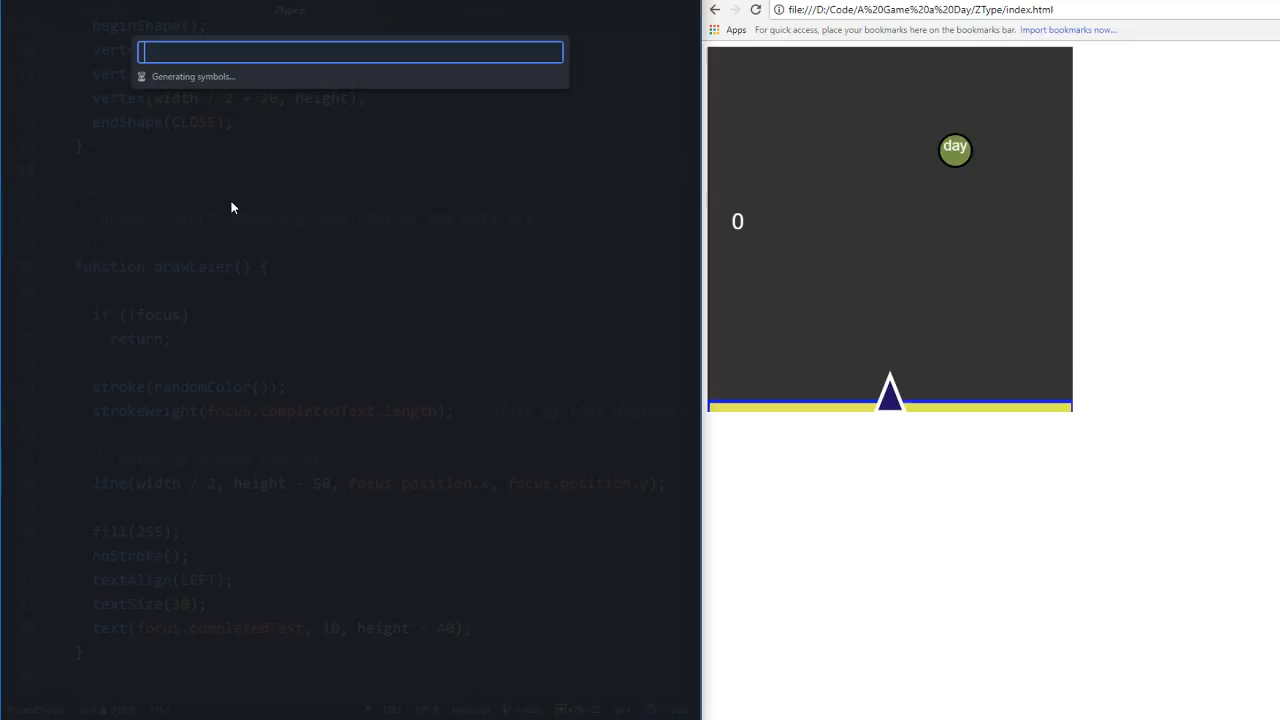 beginShape();
Generating symbols...
vertex(width / 2 + 20, height);
endShape(CLOSE);
}
function drawLazer() {
if (!focus)
return;
stroke(randomColor());
strokeWeight(focus.completedText.length);
line(width / 2, height - 50, focus.position.x, focus.position.y);
fill(255);
noStroke();
textAlign(LEFT);
textSize(30);
text(focus.completedText, 30, height - 40);
}
file:///D:/Code/A%20Game%20a%20Day/ZType/index.html
Apps For quick access, place your bookmarks here on the bookmarks bar. Import bookmarks now...
day
0